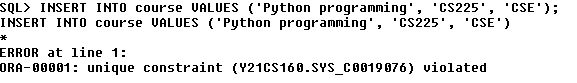 SQL> INSERT INTO course VALUES ('Python programming', 'CS225', 'CSE');
INSERT INTO course VALUES ('Python programming', 'CS225', 'CSE')
*
ERROR at line 1:
ORA-00001: unique constraint (Y21CS160.SYS_C0019076) violated